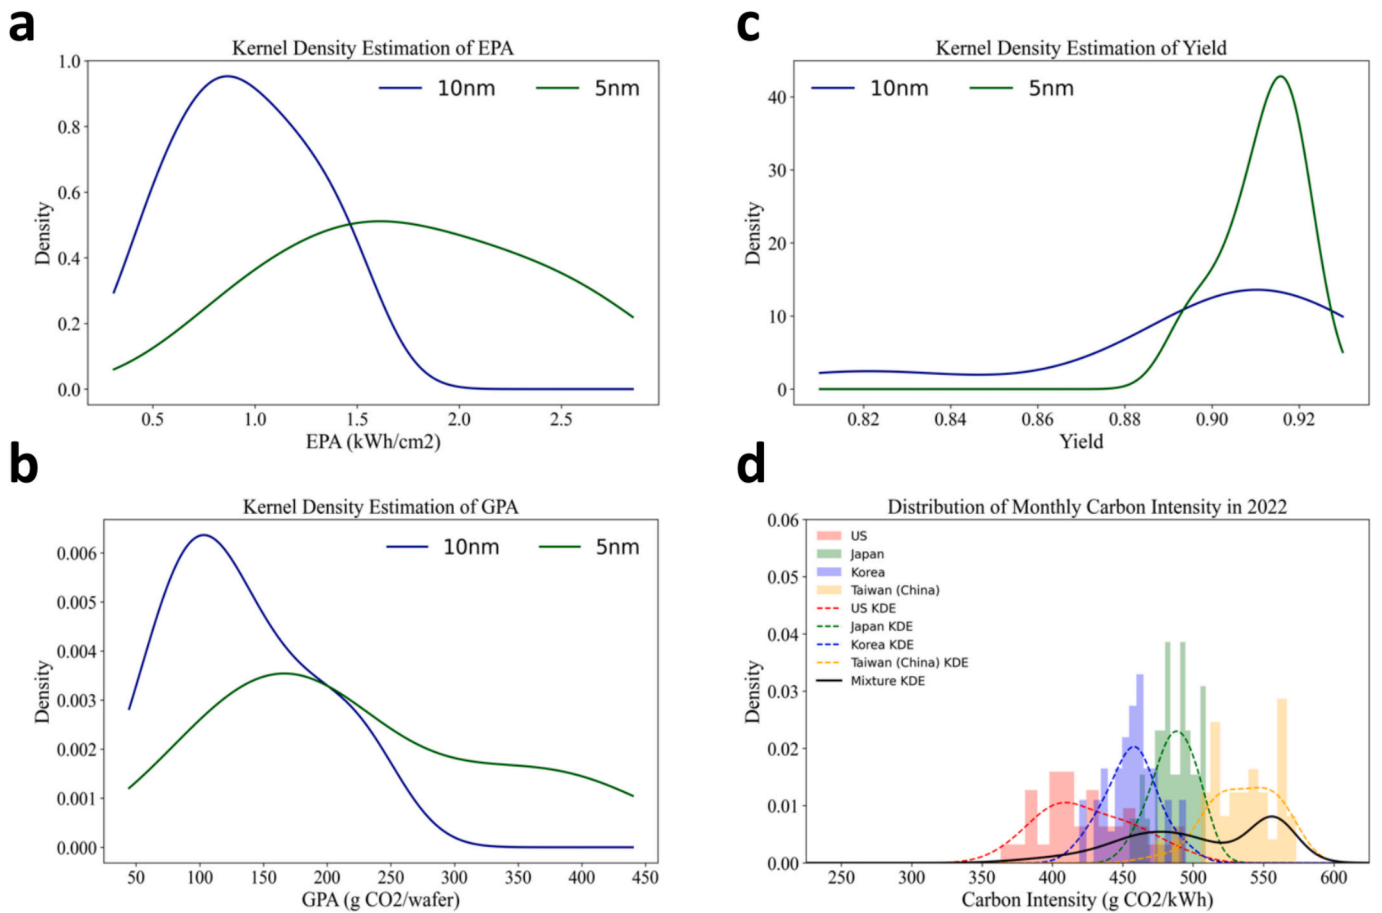 a
Kernel Density Estimation of EPA
10nm 5nm
1.0
0.8
0.6
0.4
0.2
0.0
Density
0.5 1.0 1.5 2.0 2.5
EPA (kWh/cm2)
c
Kernel Density Estimation of Yield
10nm 5nm
40
30
20
10
0
Density
0.82 0.84 0.86 0.88 0.90 0.92
Yield
b
Kernel Density Estimation of GPA
10nm 5nm
0.006
0.005
0.004
0.003
0.002
0.001
0.000
Density
50 100 150 200 250 300 350 400 450
GPA (g CO2/wafer)
d
Distribution of Monthly Carbon Intensity in 2022
0.06
0.05
0.04
0.03
0.02
0.01
0.00
Density
US
Japan
Korea
Taiwan (China)
US KDE
Japan KDE
Korea KDE
Taiwan (China) KDE
Mixture KDE
250 300 350 400 450 500 550 600
Carbon Intensity (g CO2/kWh)